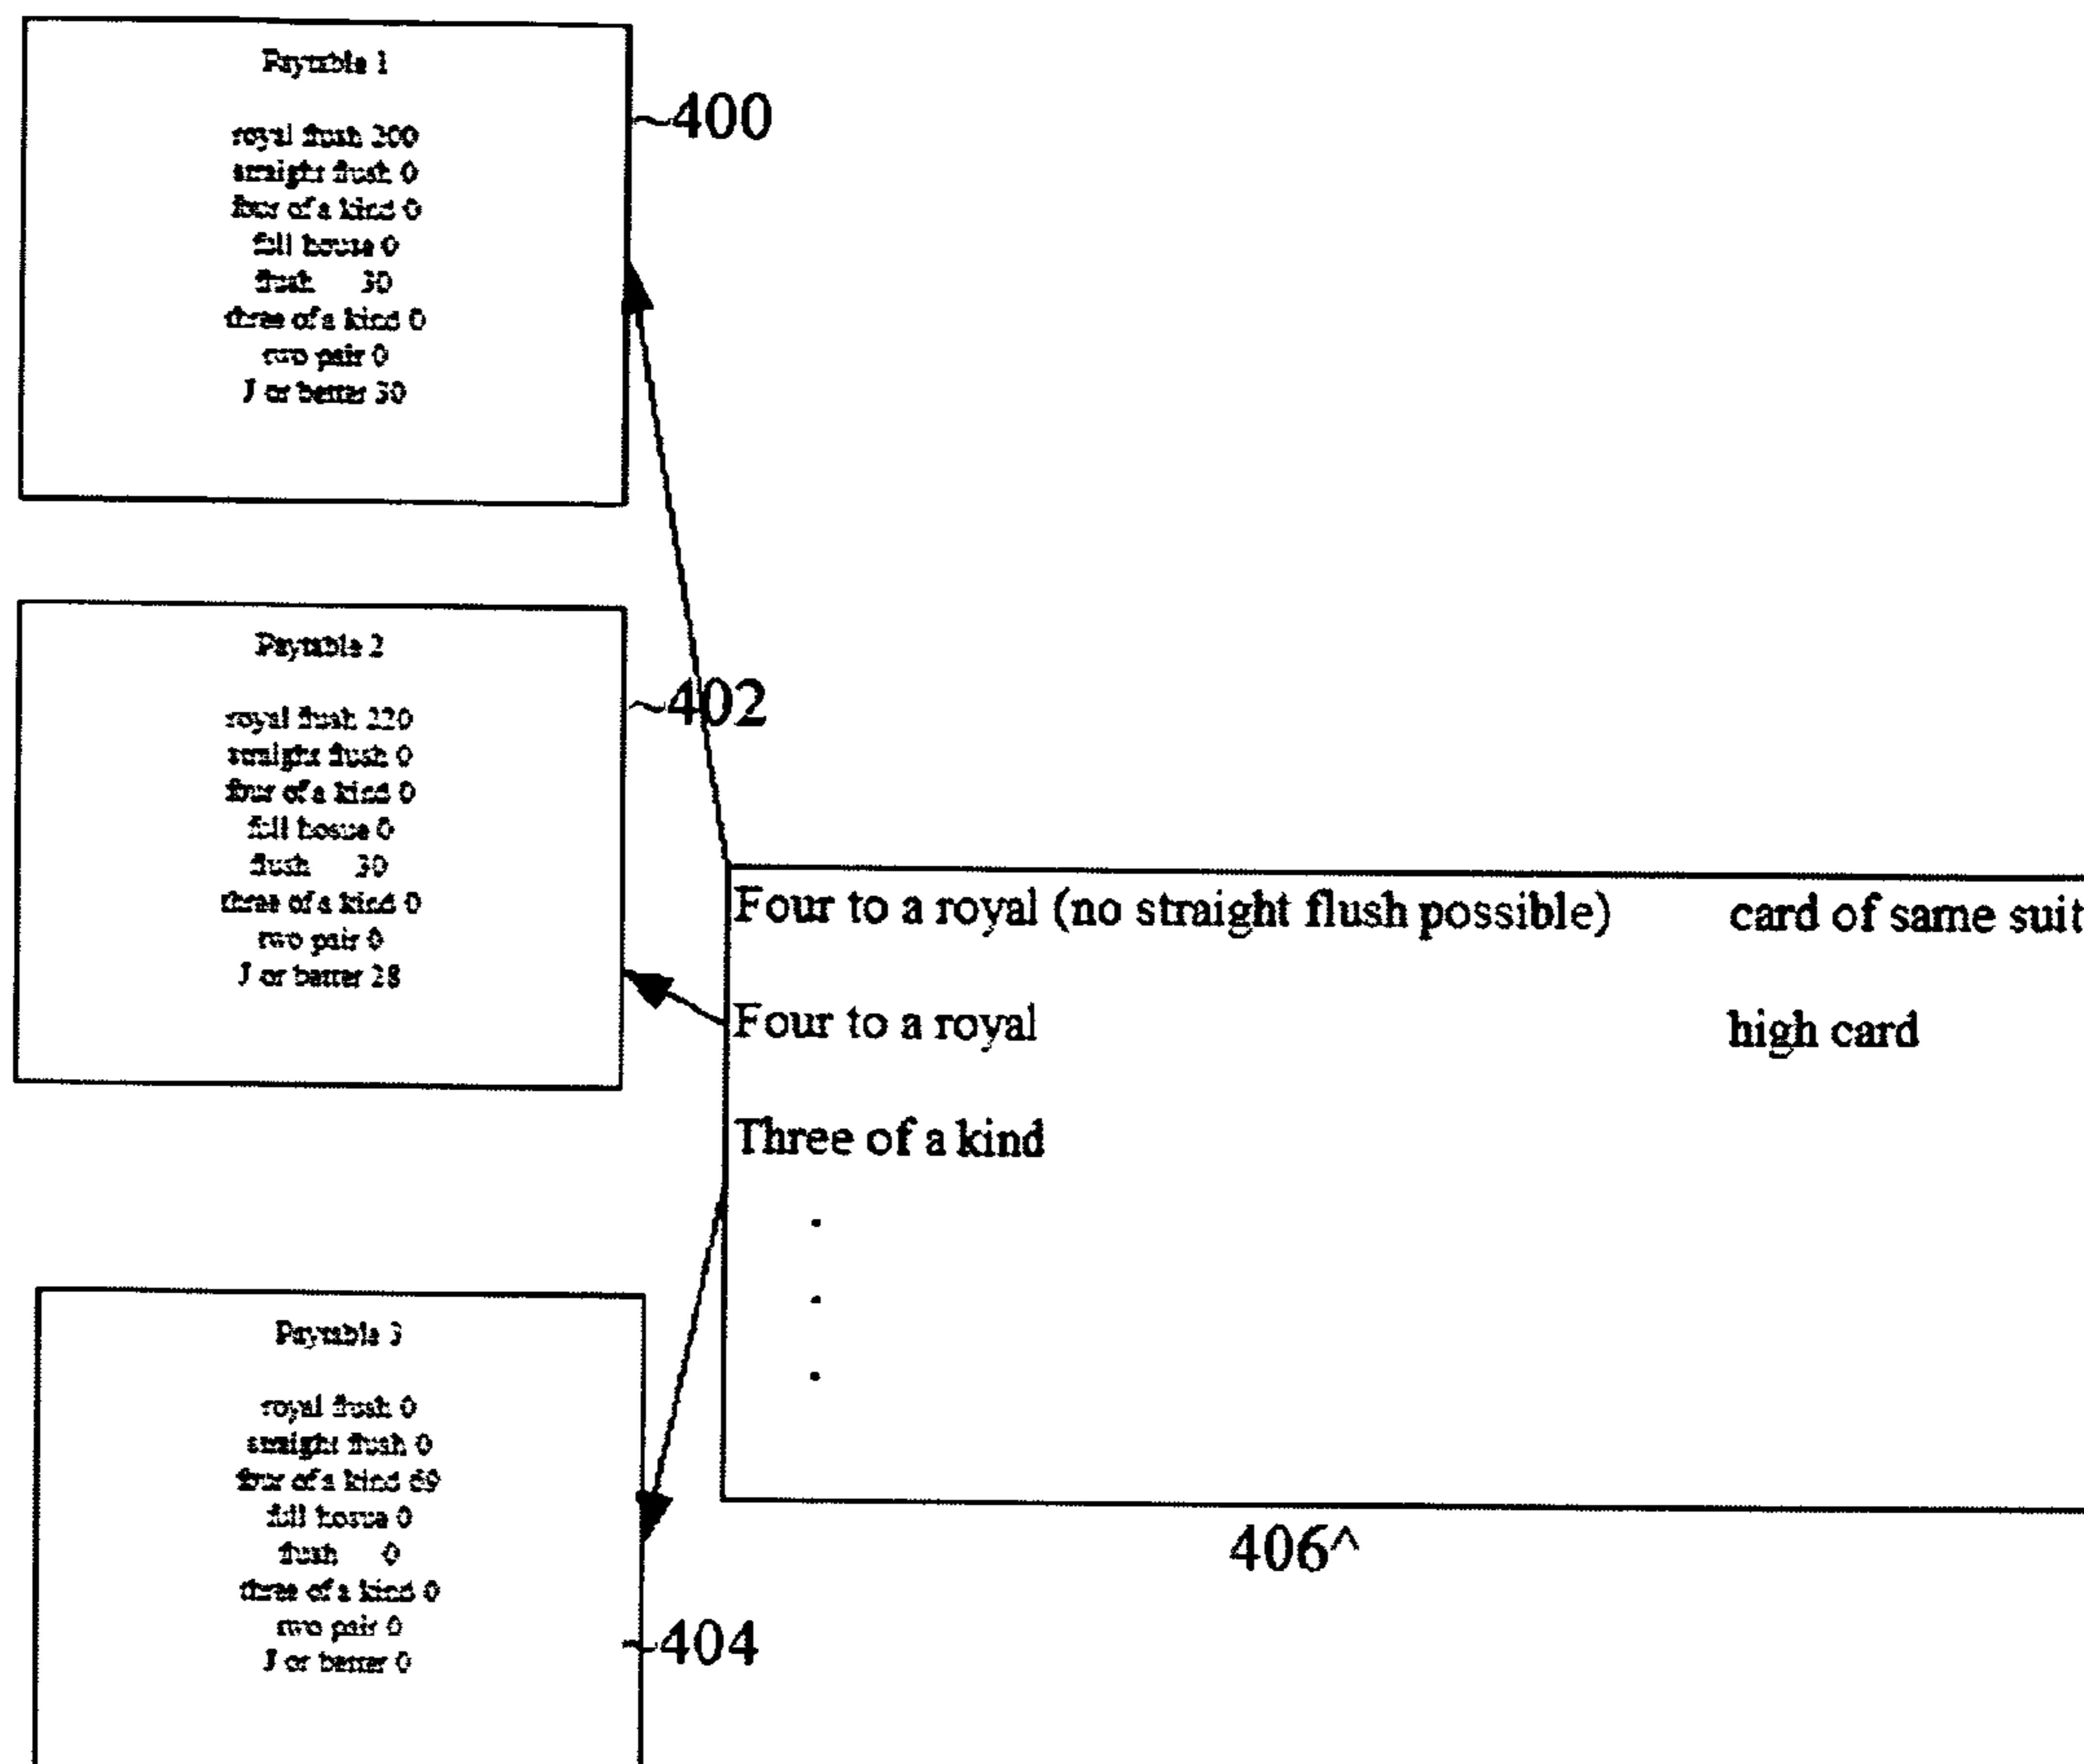 Paytable 1
royal flush 300
straight flush 0
four of a kind 0
full house 0
flush 30
three of a kind 0
two pair 0
J or better 30
400
Paytable 2
royal flush 220
straight flush 0
four of a kind 0
full hosue 0
flush 30
three of a kind 0
two pair 0
J or better 28
402
Four to a royal (no straight flush possible) card of same suit
Four to a royal high card
Three of a kind
.
.
.
406^
Paytable 3
royal flush 0
straight flush 0
four of a kind 69
full hosue 0
flush 0
three of a kind 0
two pair 0
J or better 0
404